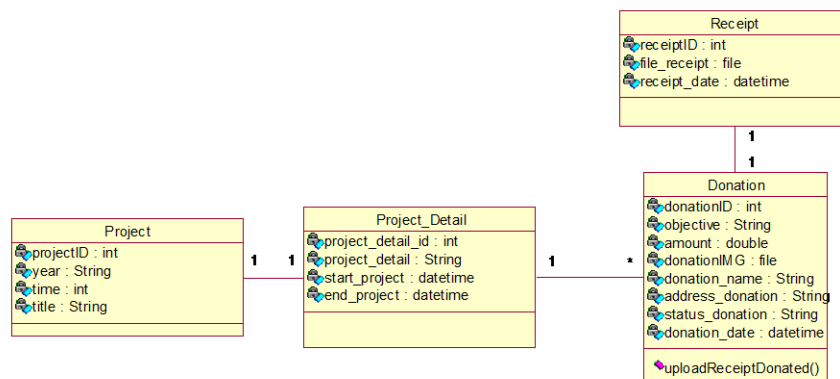 Receipt
receiptID : int
file_receipt : file
receipt_date : datetime
1
1
Donation
donationID : int
objective : String
amount : double
donationIMG : file
donation_name : String
address_donation : String
status_donation : String
donation_date : datetime
uploadReceiptDonated()
Project
projectID : int
year : String
time : int
title : String
1
1
Project_Detail
project_detail_id : int
project_detail : String
start_project : datetime
end_project : datetime
1
*